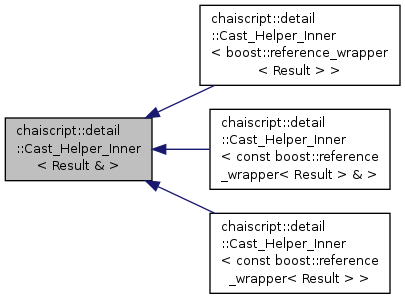 chaiscript::detail
::Cast_Helper_Inner
< boost::reference_wrapper
< Result > >
chaiscript::detail
::Cast_Helper_Inner
< Result & >
chaiscript::detail
::Cast_Helper_Inner
< const boost::reference
_wrapper< Result > & >
chaiscript::detail
::Cast_Helper_Inner
< const boost::reference
_wrapper< Result > >